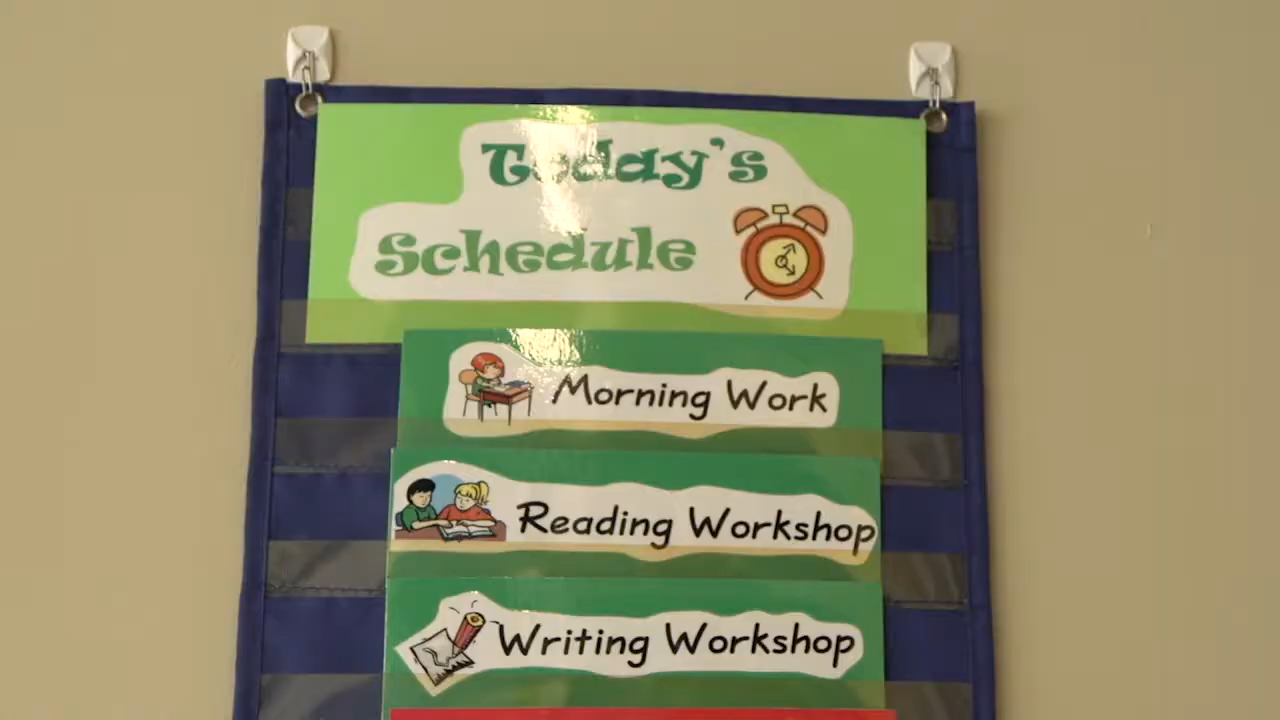 Today's
Schedule
Morning Work
Reading Workshop
Writing Workshop